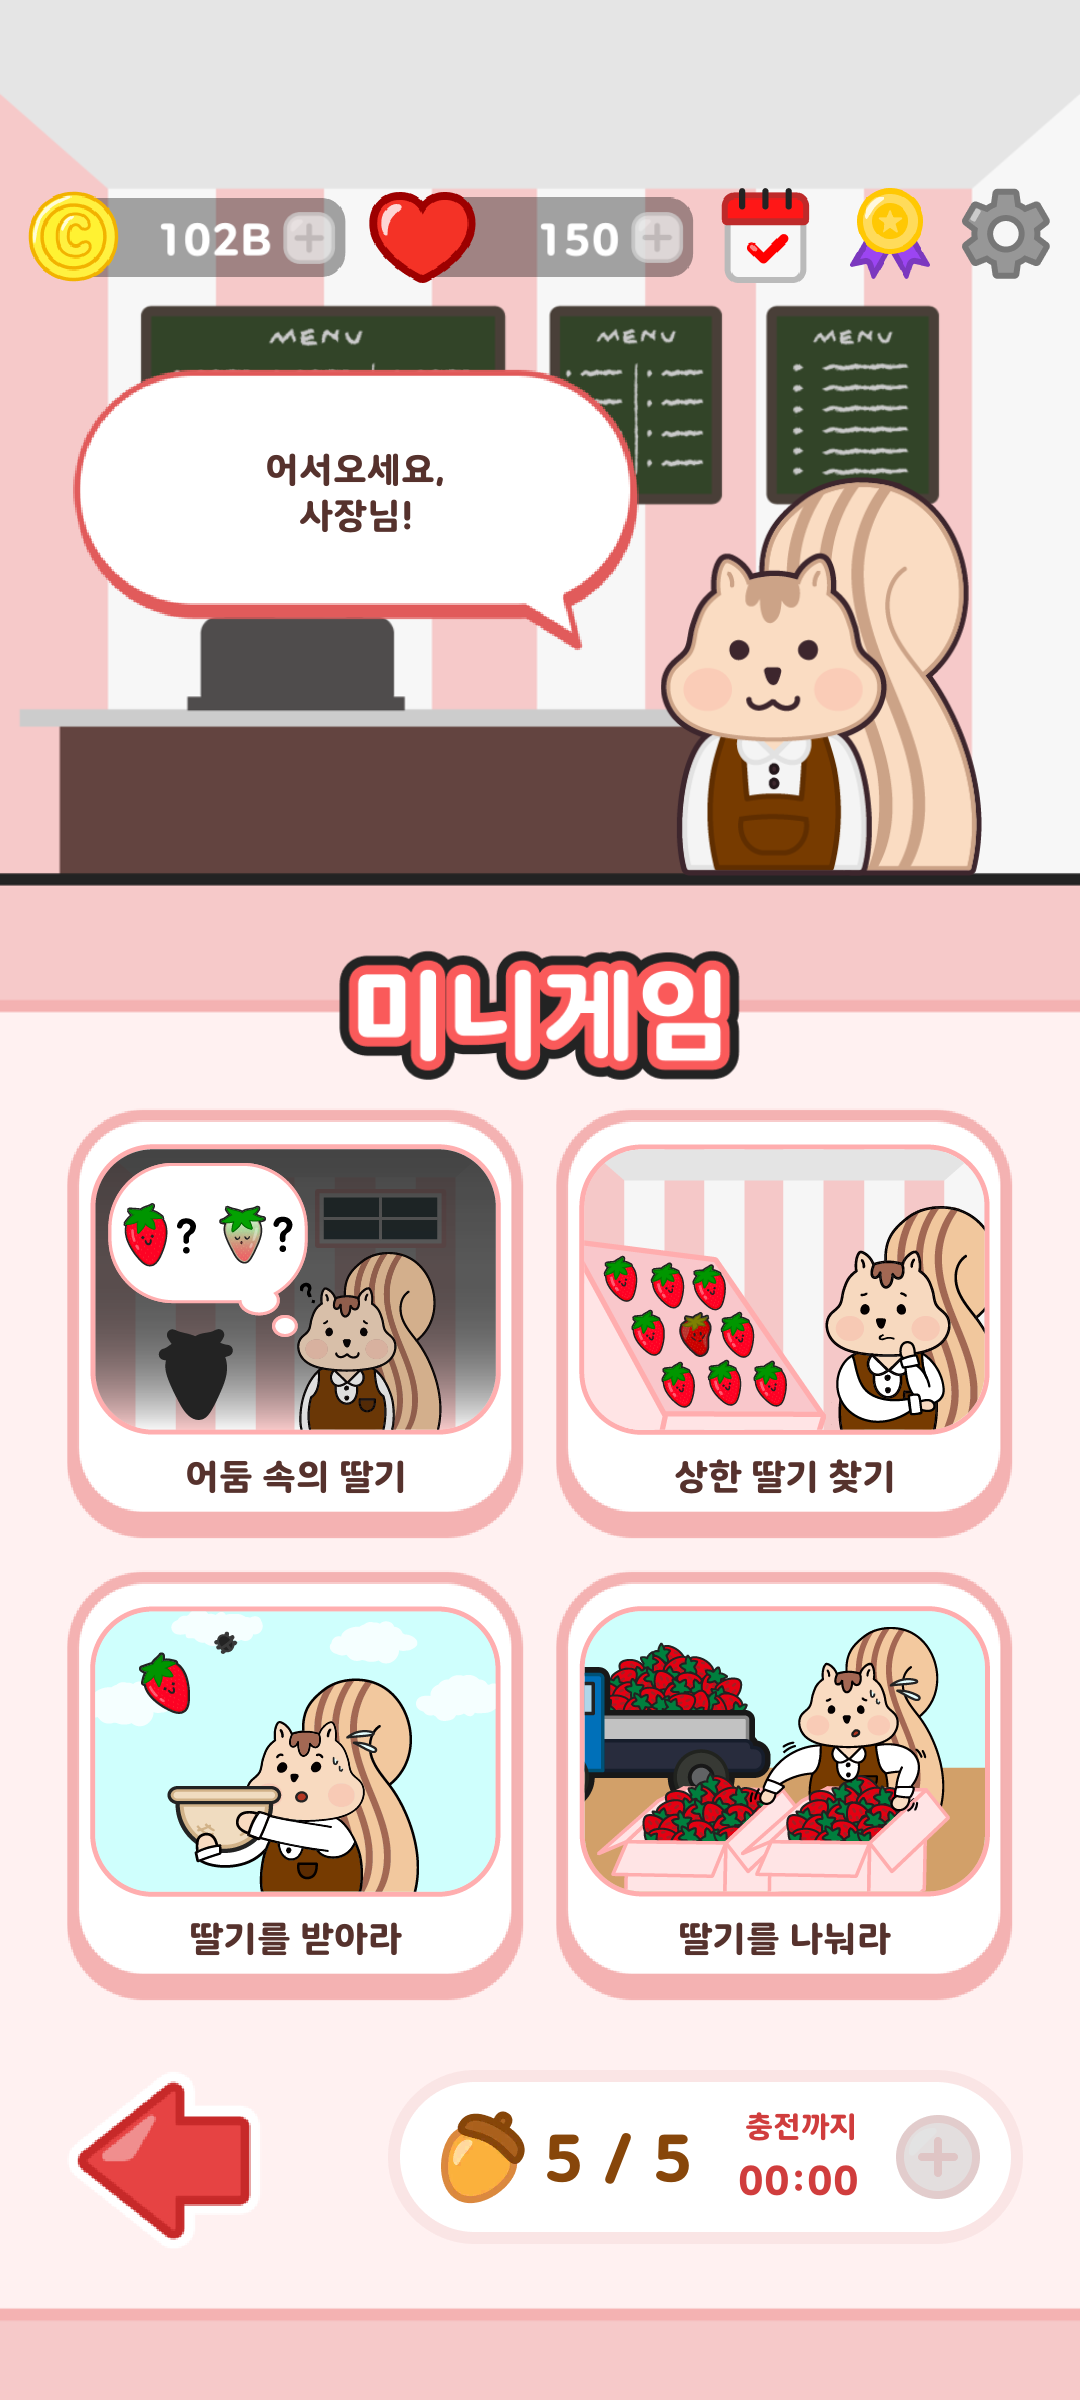 102B
150
MENU
MENU
MENU
어서오세요,
사장님!
미니게임
? ?
?
어둠 속의 딸기
상한 딸기 찾기
딸기를 받아라
딸기를 나눠라
5 / 5
충전까지
00:00